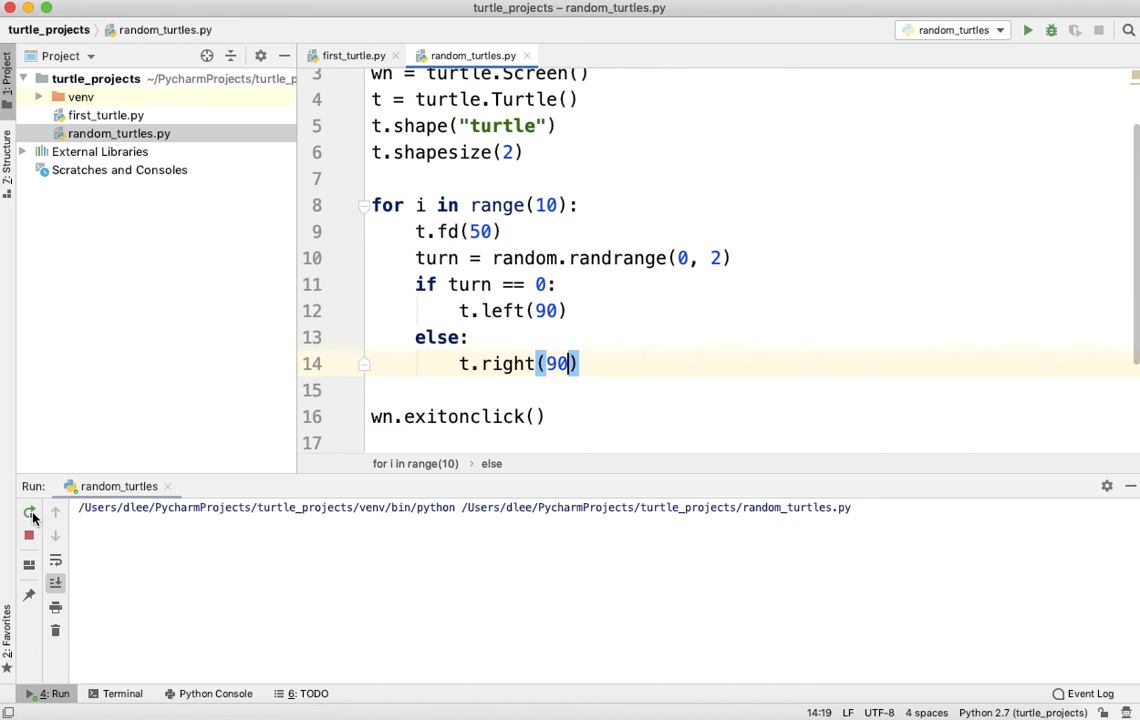 turtle_projects – random_turtles.py
turtle_projects random_turtles.py random_turtles
Project first_turtle.py random_turtles.py
1: Project
turtle_projects ~/PycharmProjects/turtle_p
venv
first_turtle.py
random_turtles.py
External Libraries
Scratches and Consoles
Z: Structure
3 wn = turtle.Screen()
4 t = turtle.Turtle()
5 t.shape("turtle")
6 t.shapesize(2)
7
8 for i in range(10):
9 t.fd(50)
10 turn = random.randrange(0, 2)
11 if turn == 0:
12 t.left(90)
13 else:
14 t.right(90)
15
16 wn.exitonclick()
17
for i in range(10) › else
Run: random_turtles
/Users/dlee/PycharmProjects/turtle_projects/venv/bin/python /Users/dlee/PycharmProjects/turtle_projects/random_turtles.py
2: Favorites
4: Run Terminal Python Console 6: TODO Event Log
14:19 LF UTF-8 4 spaces Python 2.7 (turtle_projects)